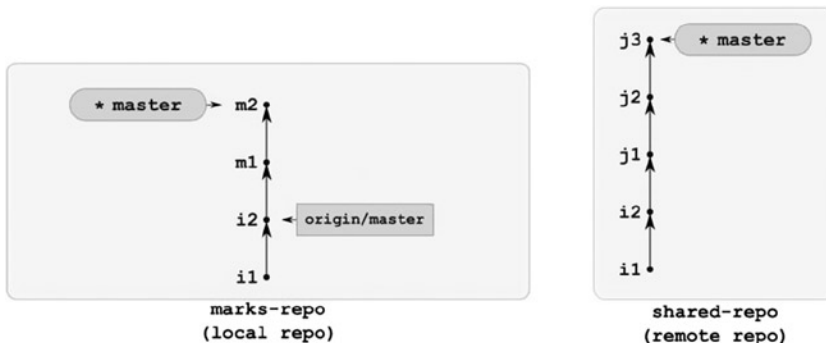 * master
m2
m1
i2
origin/master
i1
marks-repo
(local repo)
j3
* master
j2
j1
i2
i1
shared-repo
(remote repo)